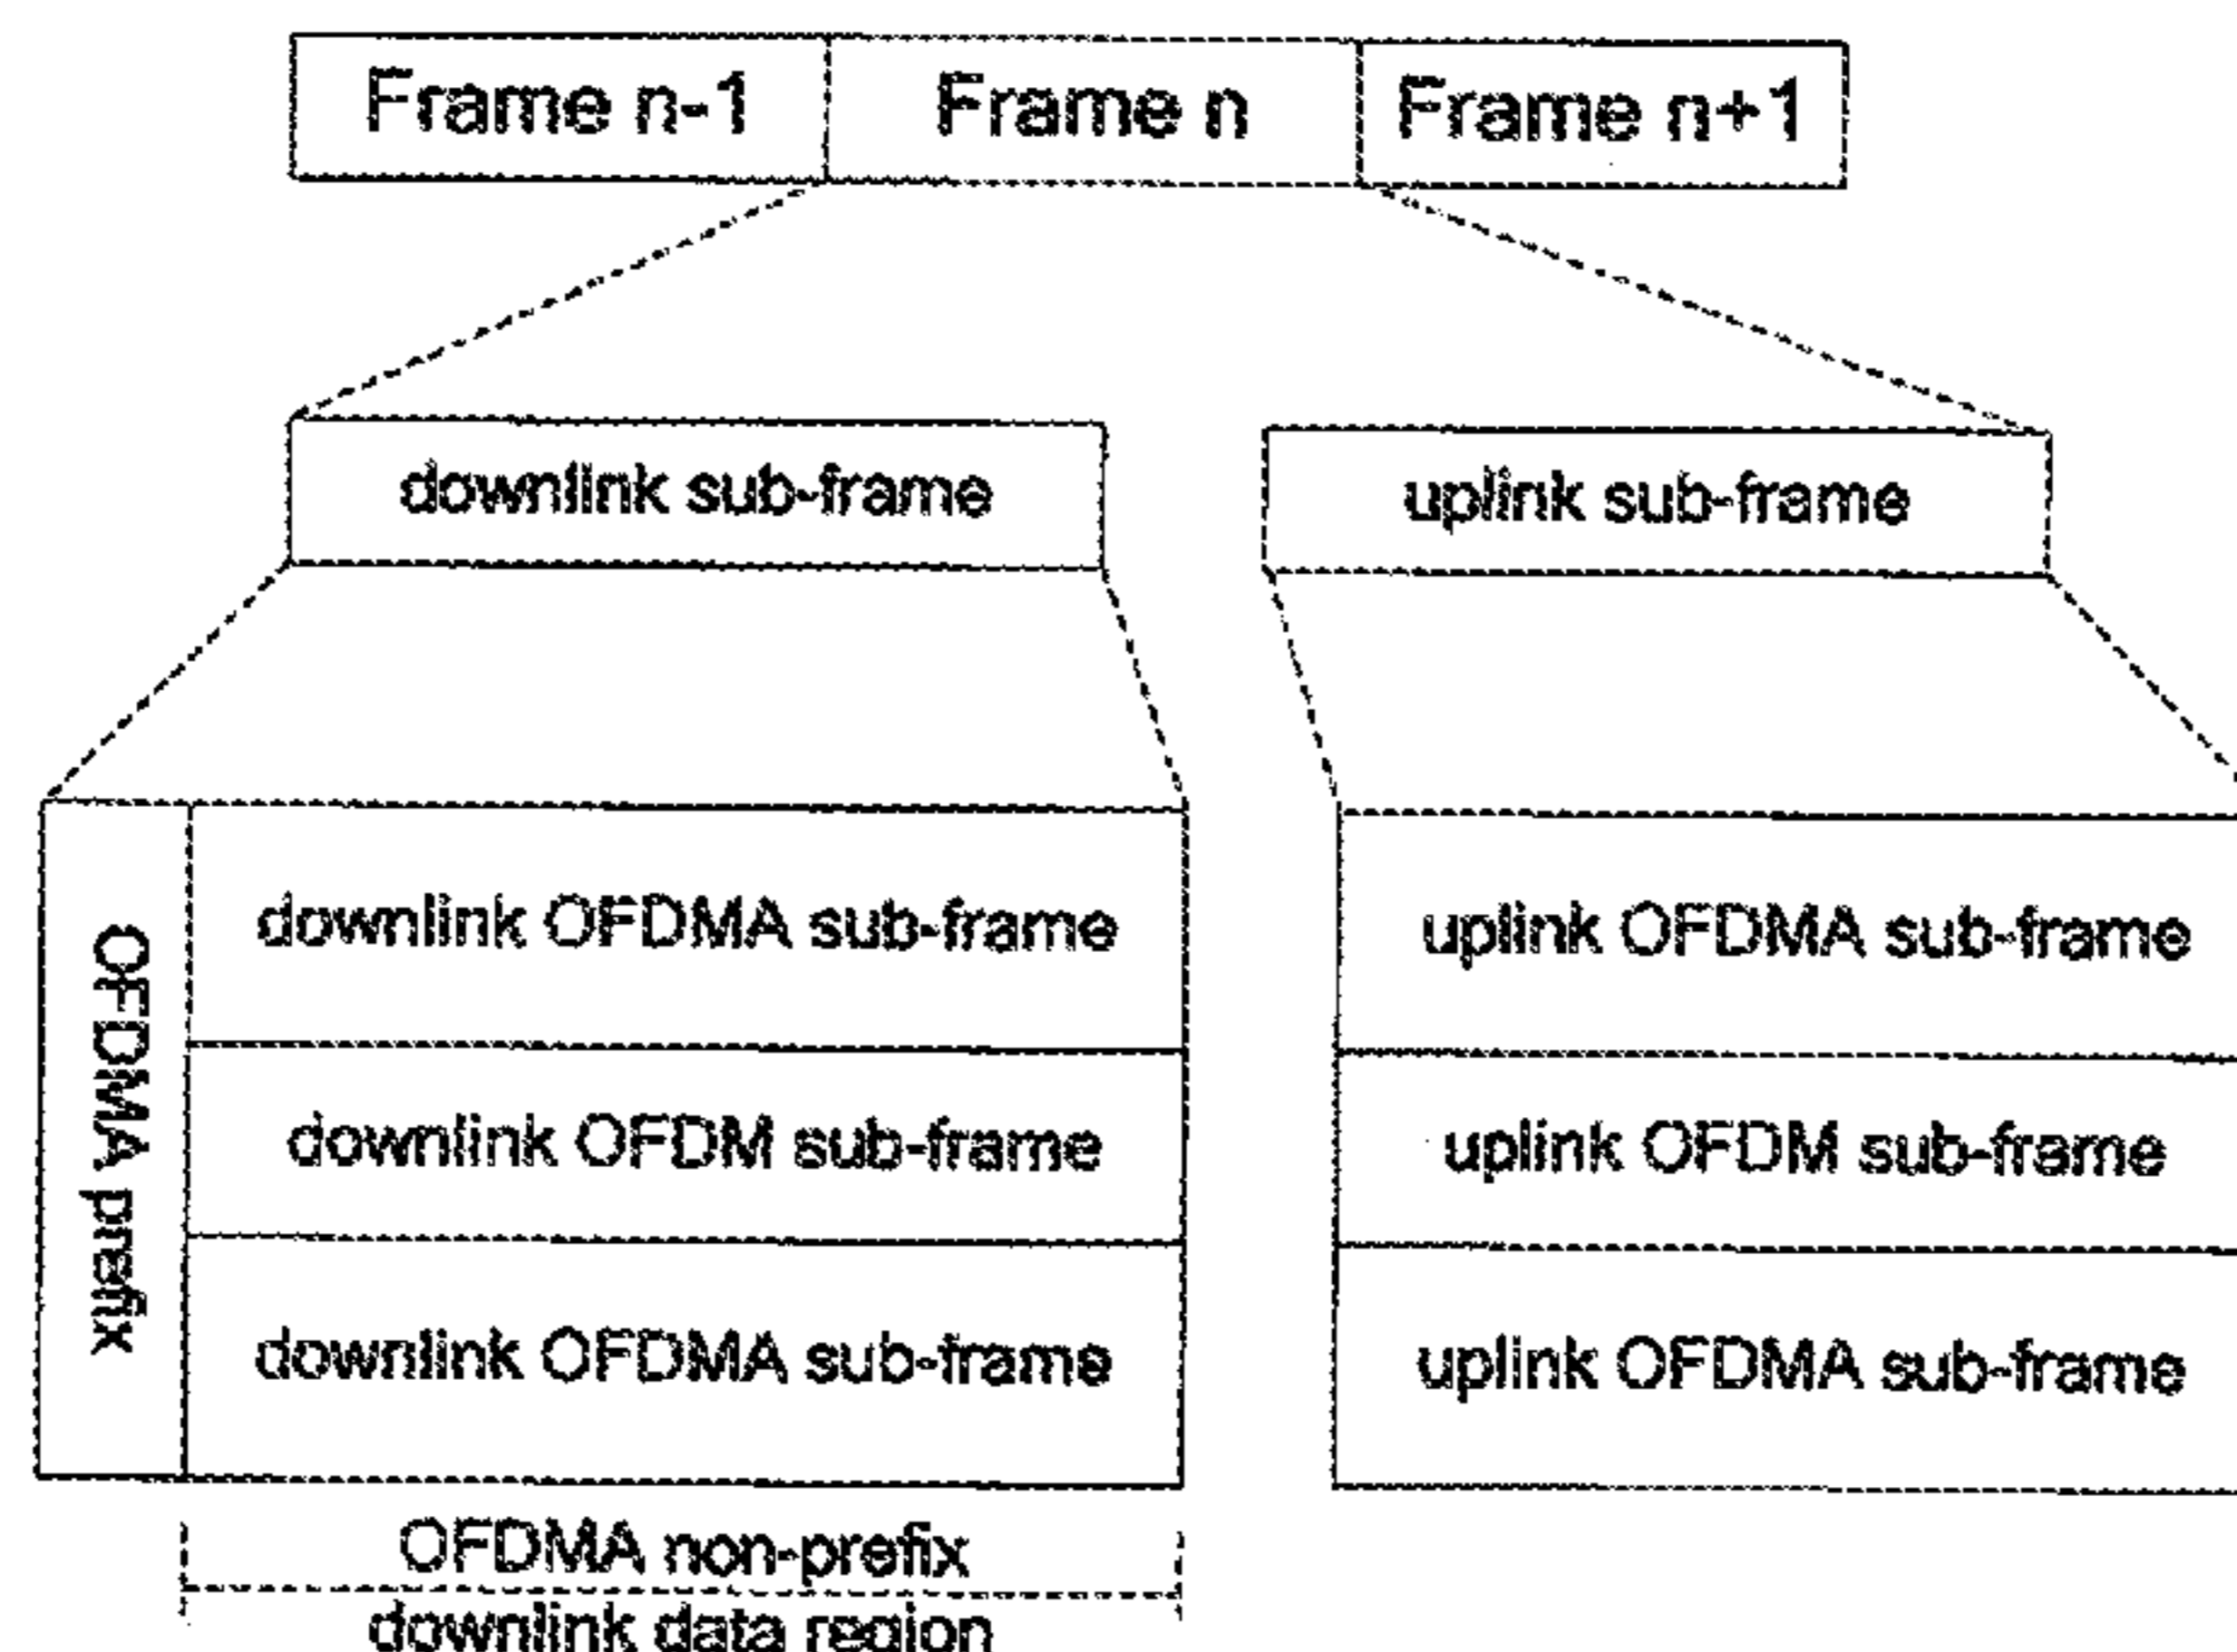 Frame n-1
Frame n
Frame n+1
downlink sub-frame
uplink sub-frame
OFDMA prefix
downlink OFDMA sub-frame
downlink OFDM sub-frame
downlink OFDMA sub-frame
uplink OFDMA sub-frame
uplink OFDM sub-frame
uplink OFDMA sub-frame
OFDMA non-prefix
downlink data region